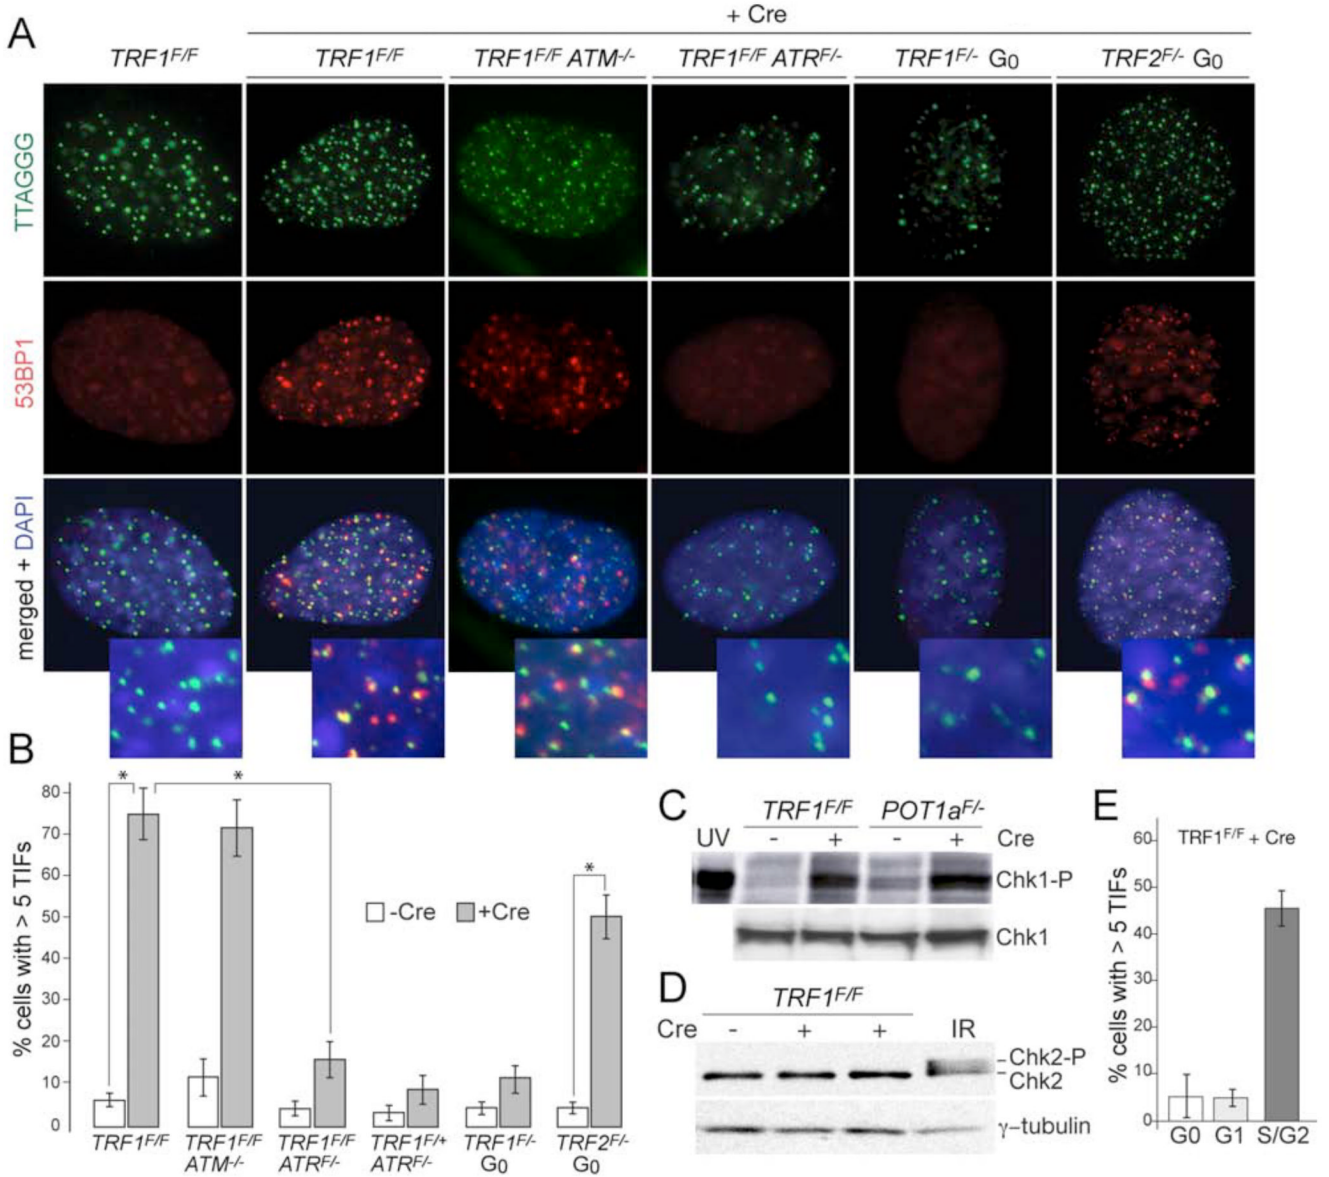 A
+ Cre
TRF1F/F
TRF1F/F
TRF1F/F ATM-/-
TRF1F/F ATRF/-
TRF1F/- G0
TRF2F/- G0
TTAGGG
53BP1
merged + DAPI
B
% cells with > 5 TIFs
80
70
60
50
40
30
20
10
0
*
*
*
-Cre
+Cre
TRF1F/F
TRF1F/F
ATM-/-
TRF1F/F
ATRF/-
TRF1F/+
ATRF/-
TRF1F/-
G0
TRF2F/-
G0
C
TRF1F/F
POT1aF/-
UV
-
+
-
+
Cre
Chk1-P
Chk1
D
TRF1F/F
Cre
-
+
+
IR
Chk2-P
Chk2
γ-tubulin
E
TRF1F/F + Cre
% cells with > 5 TIFs
60
50
40
30
20
10
0
G0
G1
S/G2